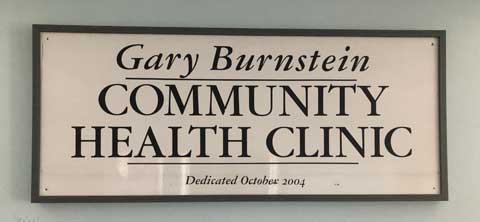 Gary Burnstein
COMMUNITY
HEALTH CLINIC
Dedicated October 2004